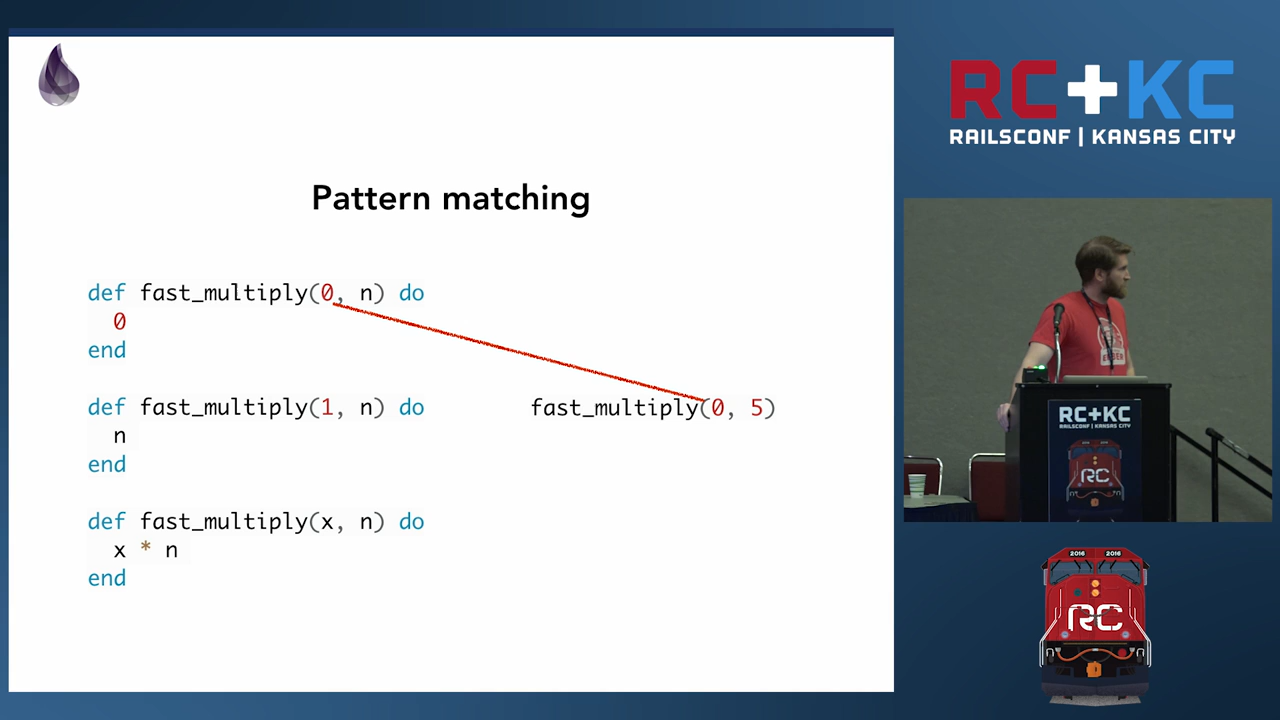 Pattern matching
def fast_multiply(0, n) do
0
end
def fast_multiply(1, n) do
n
end
def fast_multiply(x, n) do
x * n
end
fast_multiply(0, 5)
RC+KC
RAILSCONF | KANSAS CITY
RC+KC
RAILSCONF | KANSAS CITY
RC
2016 2016
RC